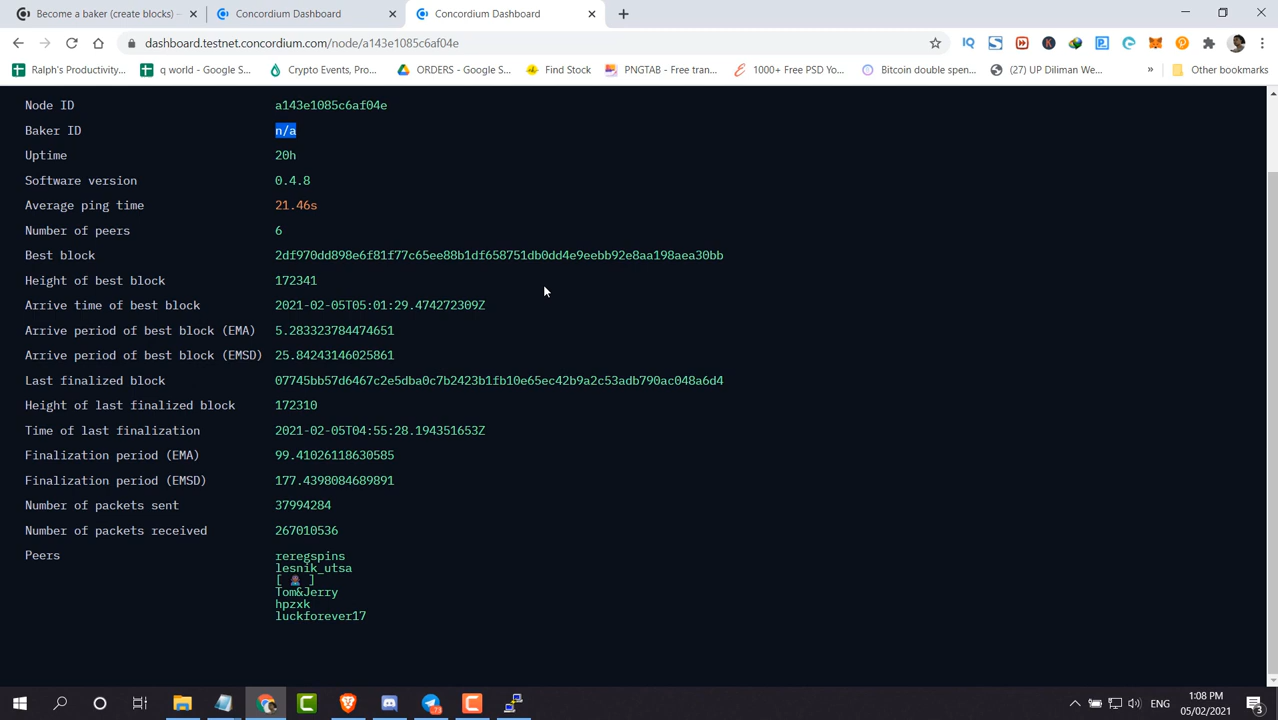 Become a baker (create blocks) —
Concordium Dashboard
Concordium Dashboard
dashboard.testnet.concordium.com/node/a143e1085c6af04e
Ralph's Productivity...
q world - Google S...
Crypto Events, Pro...
ORDERS - Google S...
Find Stock
PNGTAB - Free tran...
1000+ Free PSD Yo...
Bitcoin double spen...
(27) UP Diliman We...
»
Other bookmarks
Node ID a143e1085c6af04e
Baker ID n/a
Uptime 20h
Software version 0.4.8
Average ping time 21.46s
Number of peers 6
Best block 2df970dd898e6f81f77c65ee88b1df658751db0dd4e9eebb92e8aa198aea30bb
Height of best block 172341
Arrive time of best block 2021-02-05T05:01:29.474272309Z
Arrive period of best block (EMA) 5.283323784474651
Arrive period of best block (EMSD) 25.84243146025861
Last finalized block 07745bb57d6467c2e5dba0c7b2423b1fb10e65ec42b9a2c53adb790ac048a6d4
Height of last finalized block 172310
Time of last finalization 2021-02-05T04:55:28.194351653Z
Finalization period (EMA) 99.41026118630585
Finalization period (EMSD) 177.4398084689891
Number of packets sent 37994284
Number of packets received 267010536
Peers reregspins
lesnik_utsa
[ ]
Tom&Jerry
hpzxk
luckforever17
ENG
1:08 PM
05/02/2021
3